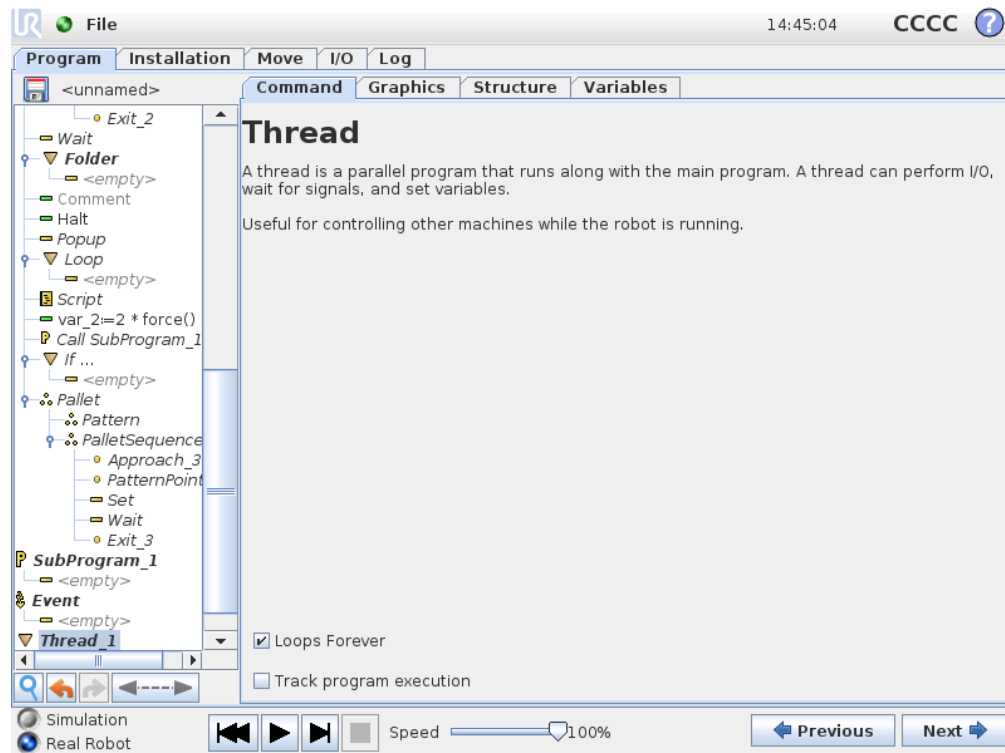 UR File 14:45:04 CCCC ?
Program Installation Move I/O Log
<unnamed>
Command Graphics Structure Variables
Exit_2
Wait
Folder
<empty>
Comment
Halt
Popup
Loop
<empty>
Script
var_2:=2 * force()
Call SubProgram_1
If ...
<empty>
Pallet
Pattern
PalletSequence
Approach_3
PatternPoint
Set
Wait
Exit_3
SubProgram_1
<empty>
Event
<empty>
Thread_1
Thread
A thread is a parallel program that runs along with the main program. A thread can perform I/O,
wait for signals, and set variables.
Useful for controlling other machines while the robot is running.
Loops Forever
Track program execution
Simulation
Real Robot
Speed 100%
Previous Next